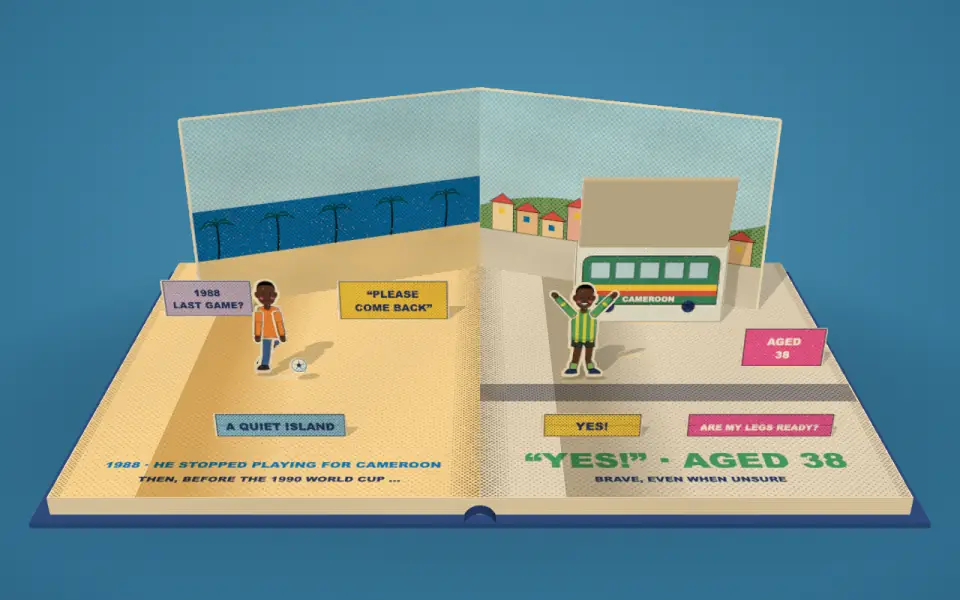 1988
LAST GAME?
"PLEASE
COME BACK"
A QUIET ISLAND
1988 · HE STOPPED PLAYING FOR CAMEROON
THEN, BEFORE THE 1990 WORLD CUP ...
CAMEROON
AGED
38
YES!
ARE MY LEGS READY?
"YES!" · AGED 38
BRAVE, EVEN WHEN UNSURE